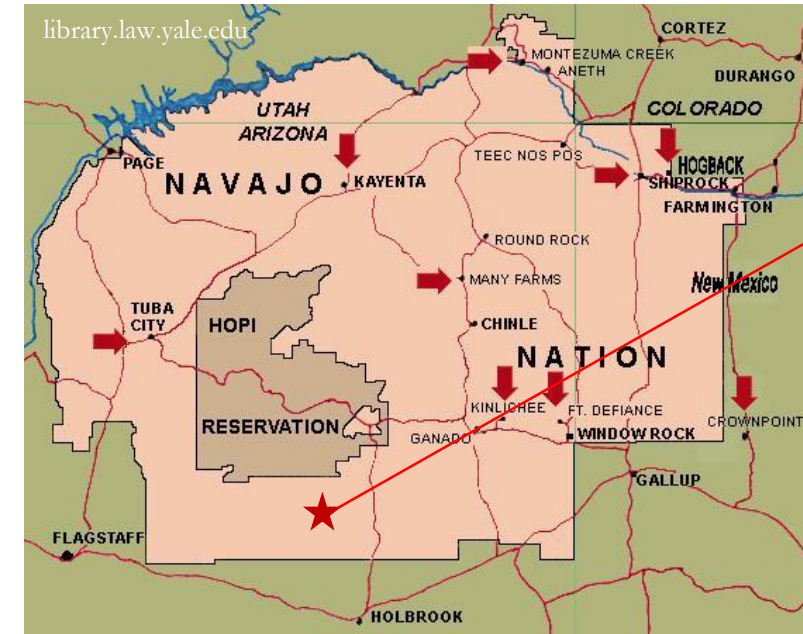 library.law.yale.edu
CORTEZ
MONTEZUMA CREEK
ANETH
DURANGO
UTAH
ARIZONA
COLORADO
PAGE
TEEC NOS POS
HOGBACK
NAVAJO
KAYENTA
SHIPROCK
FARMINGTON
ROUND ROCK
MANY FARMS
New Mexico
TUBA
CITY
HOPI
CHINLE
NATION
KINLICHEE
FT. DEFIANCE
CROWNPOINT
RESERVATION
GANADO
WINDOW ROCK
GALLUP
FLAGSTAFF
HOLBROOK